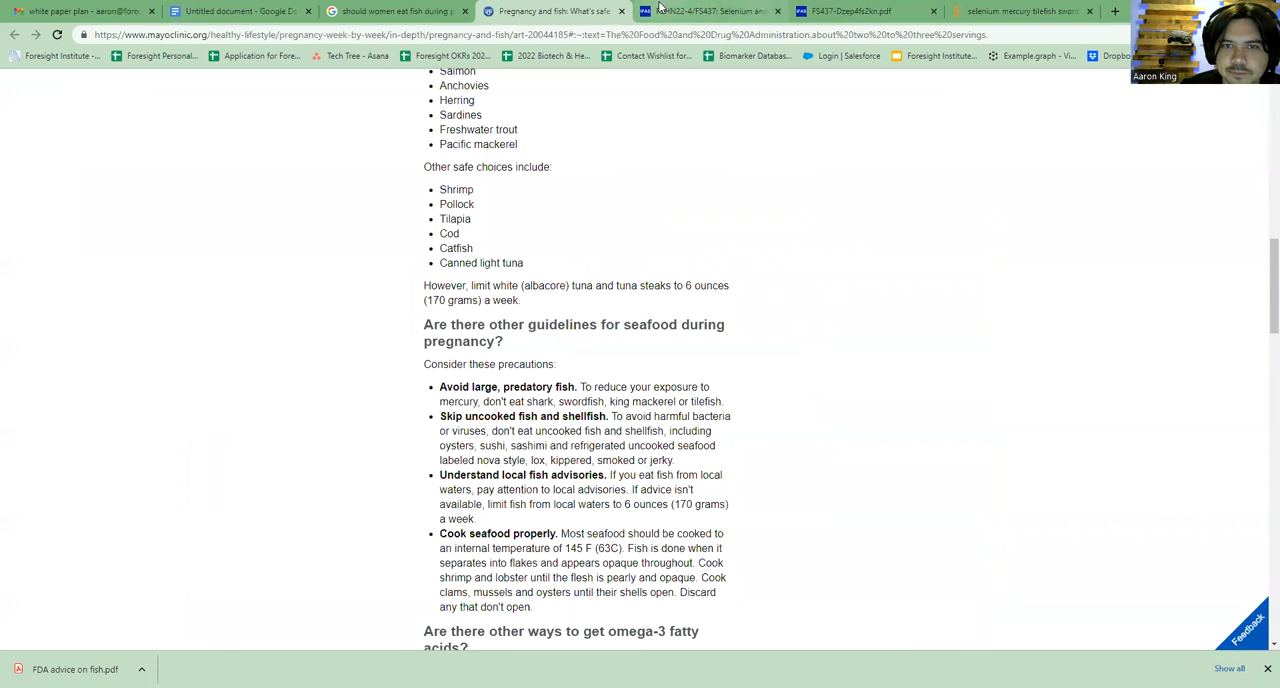 white paper plan - aaron@fore
Untitled document - Google Do
should women eat fish during p
Pregnancy and fish: What's safe
HN22-4/FS437: Selenium an
FS437-Dzep4fs2kn.pdf
selenium mercury tilefish sword
https://www.mayoclinic.org/healthy-lifestyle/pregnancy-week-by-week/in-depth/pregnancy-and-fish/art-20044185#:~:text=The%20Food%20and%20Drug%20Administration,about%20two%20to%20three%20servings.
Foresight Institute -...
Foresight Personal...
Application for Fore...
Tech Tree - Asana
Foresight OKRs 202...
2022 Biotech & He...
Contact Wishlist for...
Biomarker Databas...
Login | Salesforce
Foresight Institute...
Example.graph - Vi...
Dropbo
Aaron King
Salmon
Anchovies
Herring
Sardines
Freshwater trout
Pacific mackerel
Other safe choices include:
Shrimp
Pollock
Tilapia
Cod
Catfish
Canned light tuna
However, limit white (albacore) tuna and tuna steaks to 6 ounces
(170 grams) a week.
Are there other guidelines for seafood during
pregnancy?
Consider these precautions:
Avoid large, predatory fish. To reduce your exposure to
mercury, don't eat shark, swordfish, king mackerel or tilefish.
Skip uncooked fish and shellfish. To avoid harmful bacteria
or viruses, don't eat uncooked fish and shellfish, including
oysters, sushi, sashimi and refrigerated uncooked seafood
labeled nova style, lox, kippered, smoked or jerky.
Understand local fish advisories. If you eat fish from local
waters, pay attention to local advisories. If advice isn't
available, limit fish from local waters to 6 ounces (170 grams)
a week.
Cook seafood properly. Most seafood should be cooked to
an internal temperature of 145 F (63C). Fish is done when it
separates into flakes and appears opaque throughout. Cook
shrimp and lobster until the flesh is pearly and opaque. Cook
clams, mussels and oysters until their shells open. Discard
any that don't open.
Are there other ways to get omega-3 fatty
acids?
Feedback
FDA advice on fish.pdf
Show all